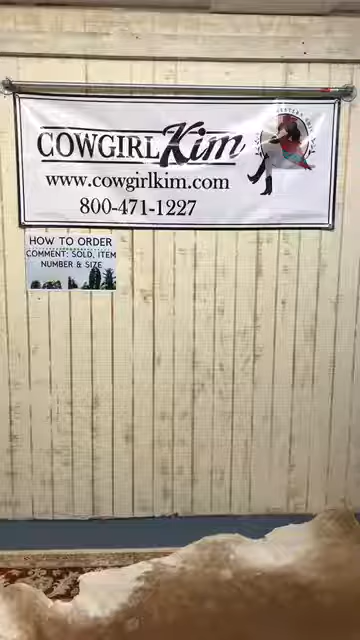 COWGIRL Kim
www.cowgirlkim.com
800-471-1227
HOW TO ORDER
COMMENT: SOLD, ITEM
NUMBER & SIZE